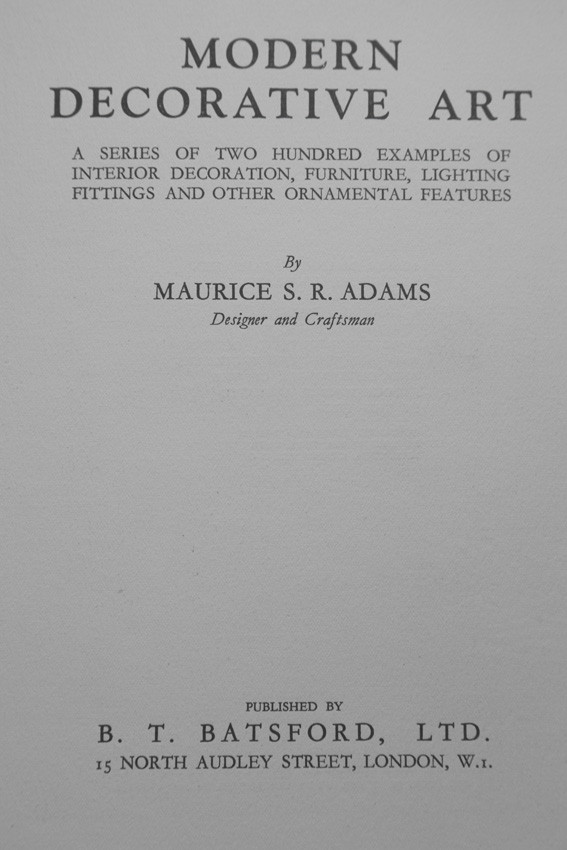 MODERN
DECORATIVE ART
A SERIES OF TWO HUNDRED EXAMPLES OF
INTERIOR DECORATION, FURNITURE, LIGHTING
FITTINGS AND OTHER ORNAMENTAL FEATURES
By
MAURICE S. R. ADAMS
Designer and Craftsman
PUBLISHED BY
B. T. BATSFORD, LTD.
15 NORTH AUDLEY STREET, LONDON, W.1.